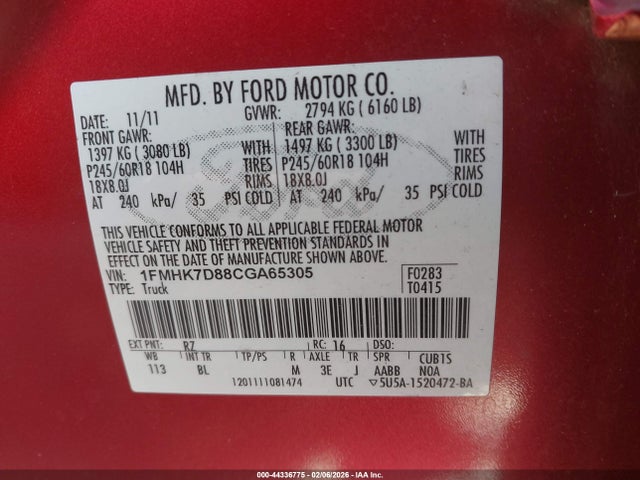 MFD. BY FORD MOTOR CO.
DATE: 11/11 GVWR: 2794 KG ( 6160 LB)
FRONT GAWR: REAR GAWR:
1397 KG ( 3080 LB) WITH 1497 KG ( 3300 LB) WITH
P245/60R18 104H TIRES P245/60R18 104H TIRES
18X8.0J RIMS 18X8.0J RIMS
AT 240 kPa/ 35 PSI COLD AT 240 kPa/ 35 PSI COLD
Ford
THIS VEHICLE CONFORMS TO ALL APPLICABLE FEDERAL MOTOR
VEHICLE SAFETY AND THEFT PREVENTION STANDARDS IN
EFFECT ON THE DATE OF MANUFACTURE SHOWN ABOVE.
VIN: 1FMHK7D88CGA65305 F0283
TYPE: Truck T0415
EXT PNT: RZ RC: 16 DSO:
WB INT TR TP/PS R AXLE TR SPR CUB1S
113 BL M 3E J AABB N0A
1201111081474 UTC ▽5U5A-1520472-BA
000-44336775 - 02/06/2026 - IAA Inc.